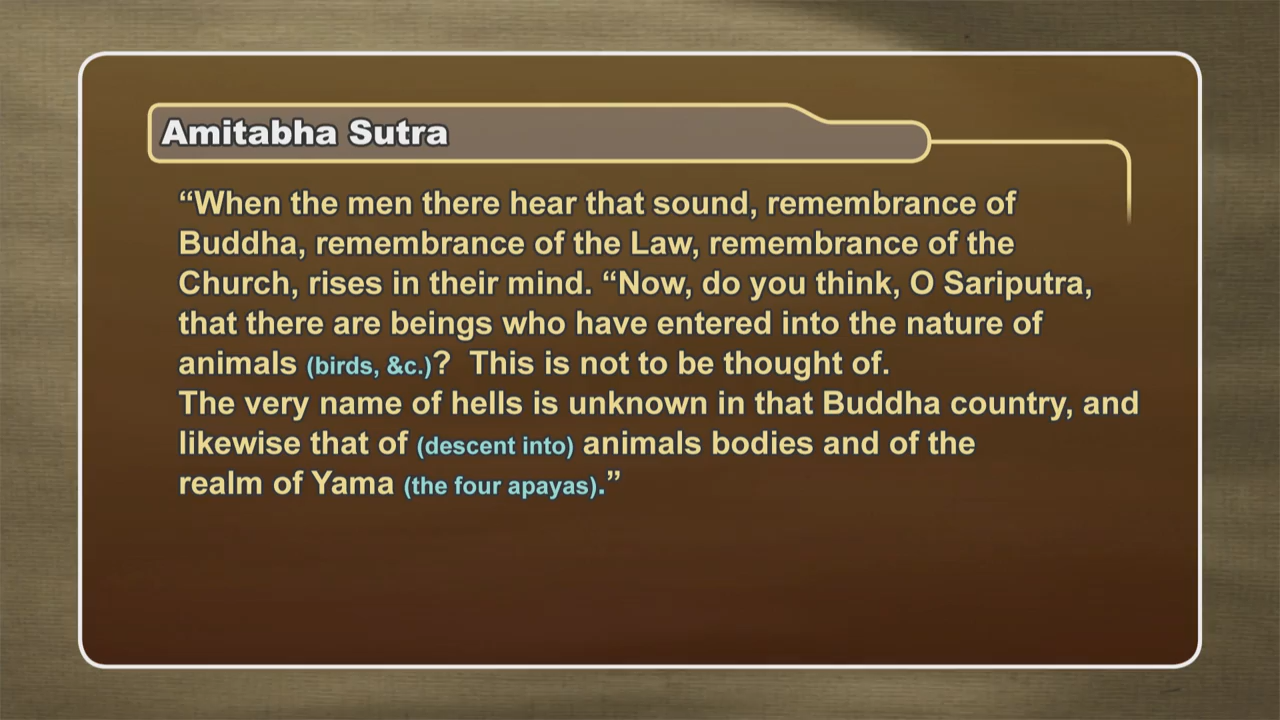 Amitabha Sutra
“When the men there hear that sound, remembrance of
Buddha, remembrance of the Law, remembrance of the
Church, rises in their mind. “Now, do you think, O Sariputra,
that there are beings who have entered into the nature of
animals (birds, &c.)?  This is not to be thought of.
The very name of hells is unknown in that Buddha country, and
likewise that of (descent into) animals bodies and of the
realm of Yama (the four apayas).”